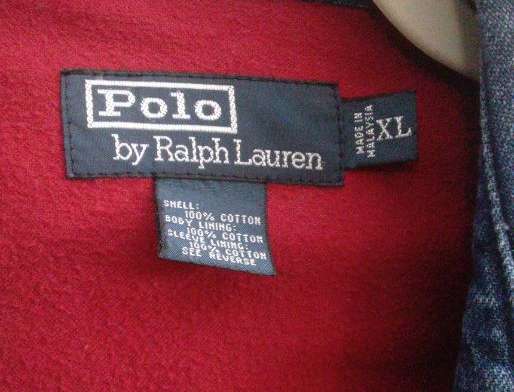 Polo
by Ralph Lauren
MADE IN
MALAYSIA
XL
SHELL:
100% COTTON
BODY LINING:
100% COTTON
SLEEVE LINING:
100% COTTON
SEE REVERSE